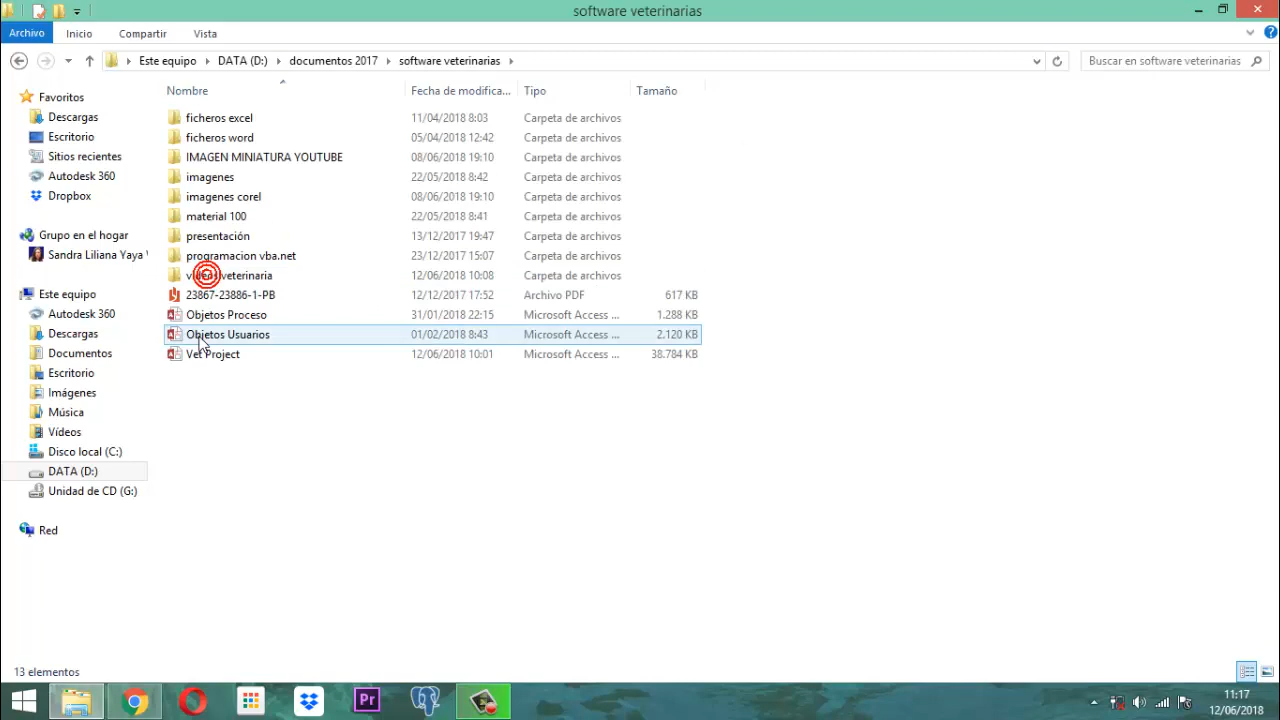 software veterinarias
Archivo Inicio Compartir Vista
Este equipo DATA (D:) documentos 2017 software veterinarias Buscar en software veterinarias
Nombre Fecha de modifica... Tipo Tamaño
Favoritos
Descargas
Escritorio
Sitios recientes
Autodesk 360
Dropbox
Grupo en el hogar
Sandra Liliana Yaya
Este equipo
Autodesk 360
Descargas
Documentos
Escritorio
Imágenes
Música
Vídeos
Disco local (C:)
DATA (D:)
Unidad de CD (G:)
Red
ficheros excel 11/04/2018 8:03 Carpeta de archivos
ficheros word 05/04/2018 12:42 Carpeta de archivos
IMAGEN MINIATURA YOUTUBE 08/06/2018 19:10 Carpeta de archivos
imagenes 22/05/2018 8:42 Carpeta de archivos
imagenes corel 08/06/2018 19:10 Carpeta de archivos
material 100 22/05/2018 8:41 Carpeta de archivos
presentación 13/12/2017 19:47 Carpeta de archivos
programacion vba.net 23/12/2017 15:07 Carpeta de archivos
veterinaria 12/06/2018 10:08 Carpeta de archivos
23867-23886-1-PB 12/12/2017 17:52 Archivo PDF 617 KB
Objetos Proceso 31/01/2018 22:15 Microsoft Access ... 1.288 KB
Objetos Usuarios 01/02/2018 8:43 Microsoft Access ... 2.120 KB
Vet Project 12/06/2018 10:01 Microsoft Access ... 38.784 KB
13 elementos
Pr
11:17
12/06/2018